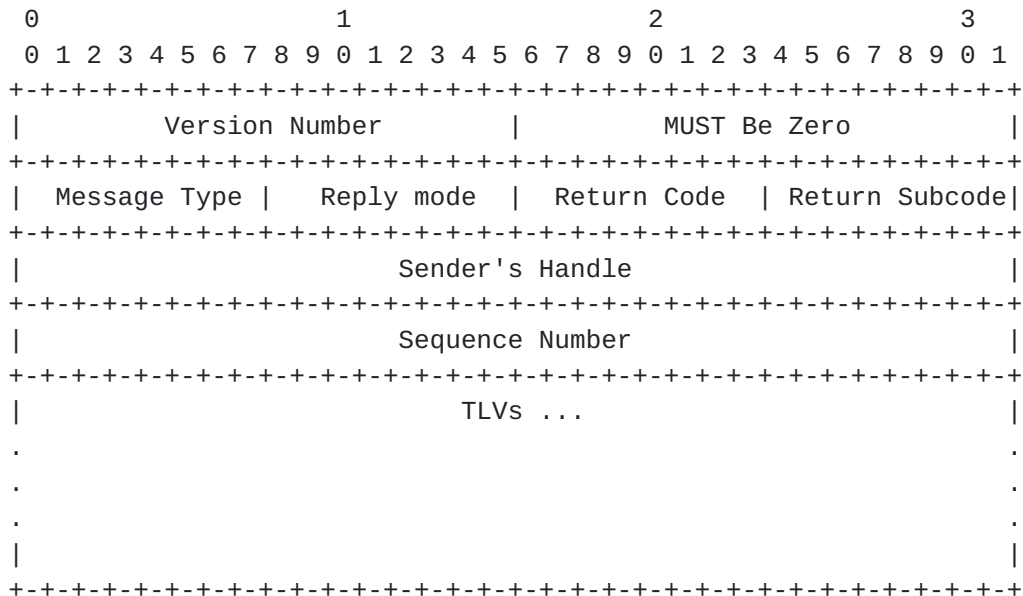 0                   1                   2                   3
 0 1 2 3 4 5 6 7 8 9 0 1 2 3 4 5 6 7 8 9 0 1 2 3 4 5 6 7 8 9 0 1
+-+-+-+-+-+-+-+-+-+-+-+-+-+-+-+-+-+-+-+-+-+-+-+-+-+-+-+-+-+-+-+-+
|         Version Number        |         MUST Be Zero          |
+-+-+-+-+-+-+-+-+-+-+-+-+-+-+-+-+-+-+-+-+-+-+-+-+-+-+-+-+-+-+-+-+
|  Message Type |   Reply mode  |  Return Code  | Return Subcode|
+-+-+-+-+-+-+-+-+-+-+-+-+-+-+-+-+-+-+-+-+-+-+-+-+-+-+-+-+-+-+-+-+
|                        Sender's Handle                        |
+-+-+-+-+-+-+-+-+-+-+-+-+-+-+-+-+-+-+-+-+-+-+-+-+-+-+-+-+-+-+-+-+
|                        Sequence Number                        |
+-+-+-+-+-+-+-+-+-+-+-+-+-+-+-+-+-+-+-+-+-+-+-+-+-+-+-+-+-+-+-+-+
|                            TLVs ...                           |
.                                                               .
.                                                               .
.                                                               .
|                                                               |
+-+-+-+-+-+-+-+-+-+-+-+-+-+-+-+-+-+-+-+-+-+-+-+-+-+-+-+-+-+-+-+-+